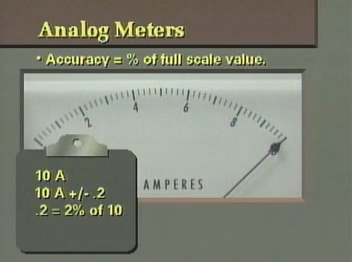 Analog Meters
• Accuracy = % of full scale value.
2 4 6 8
AMPERES
10 A
10 A +/- .2
.2 = 2% of 10